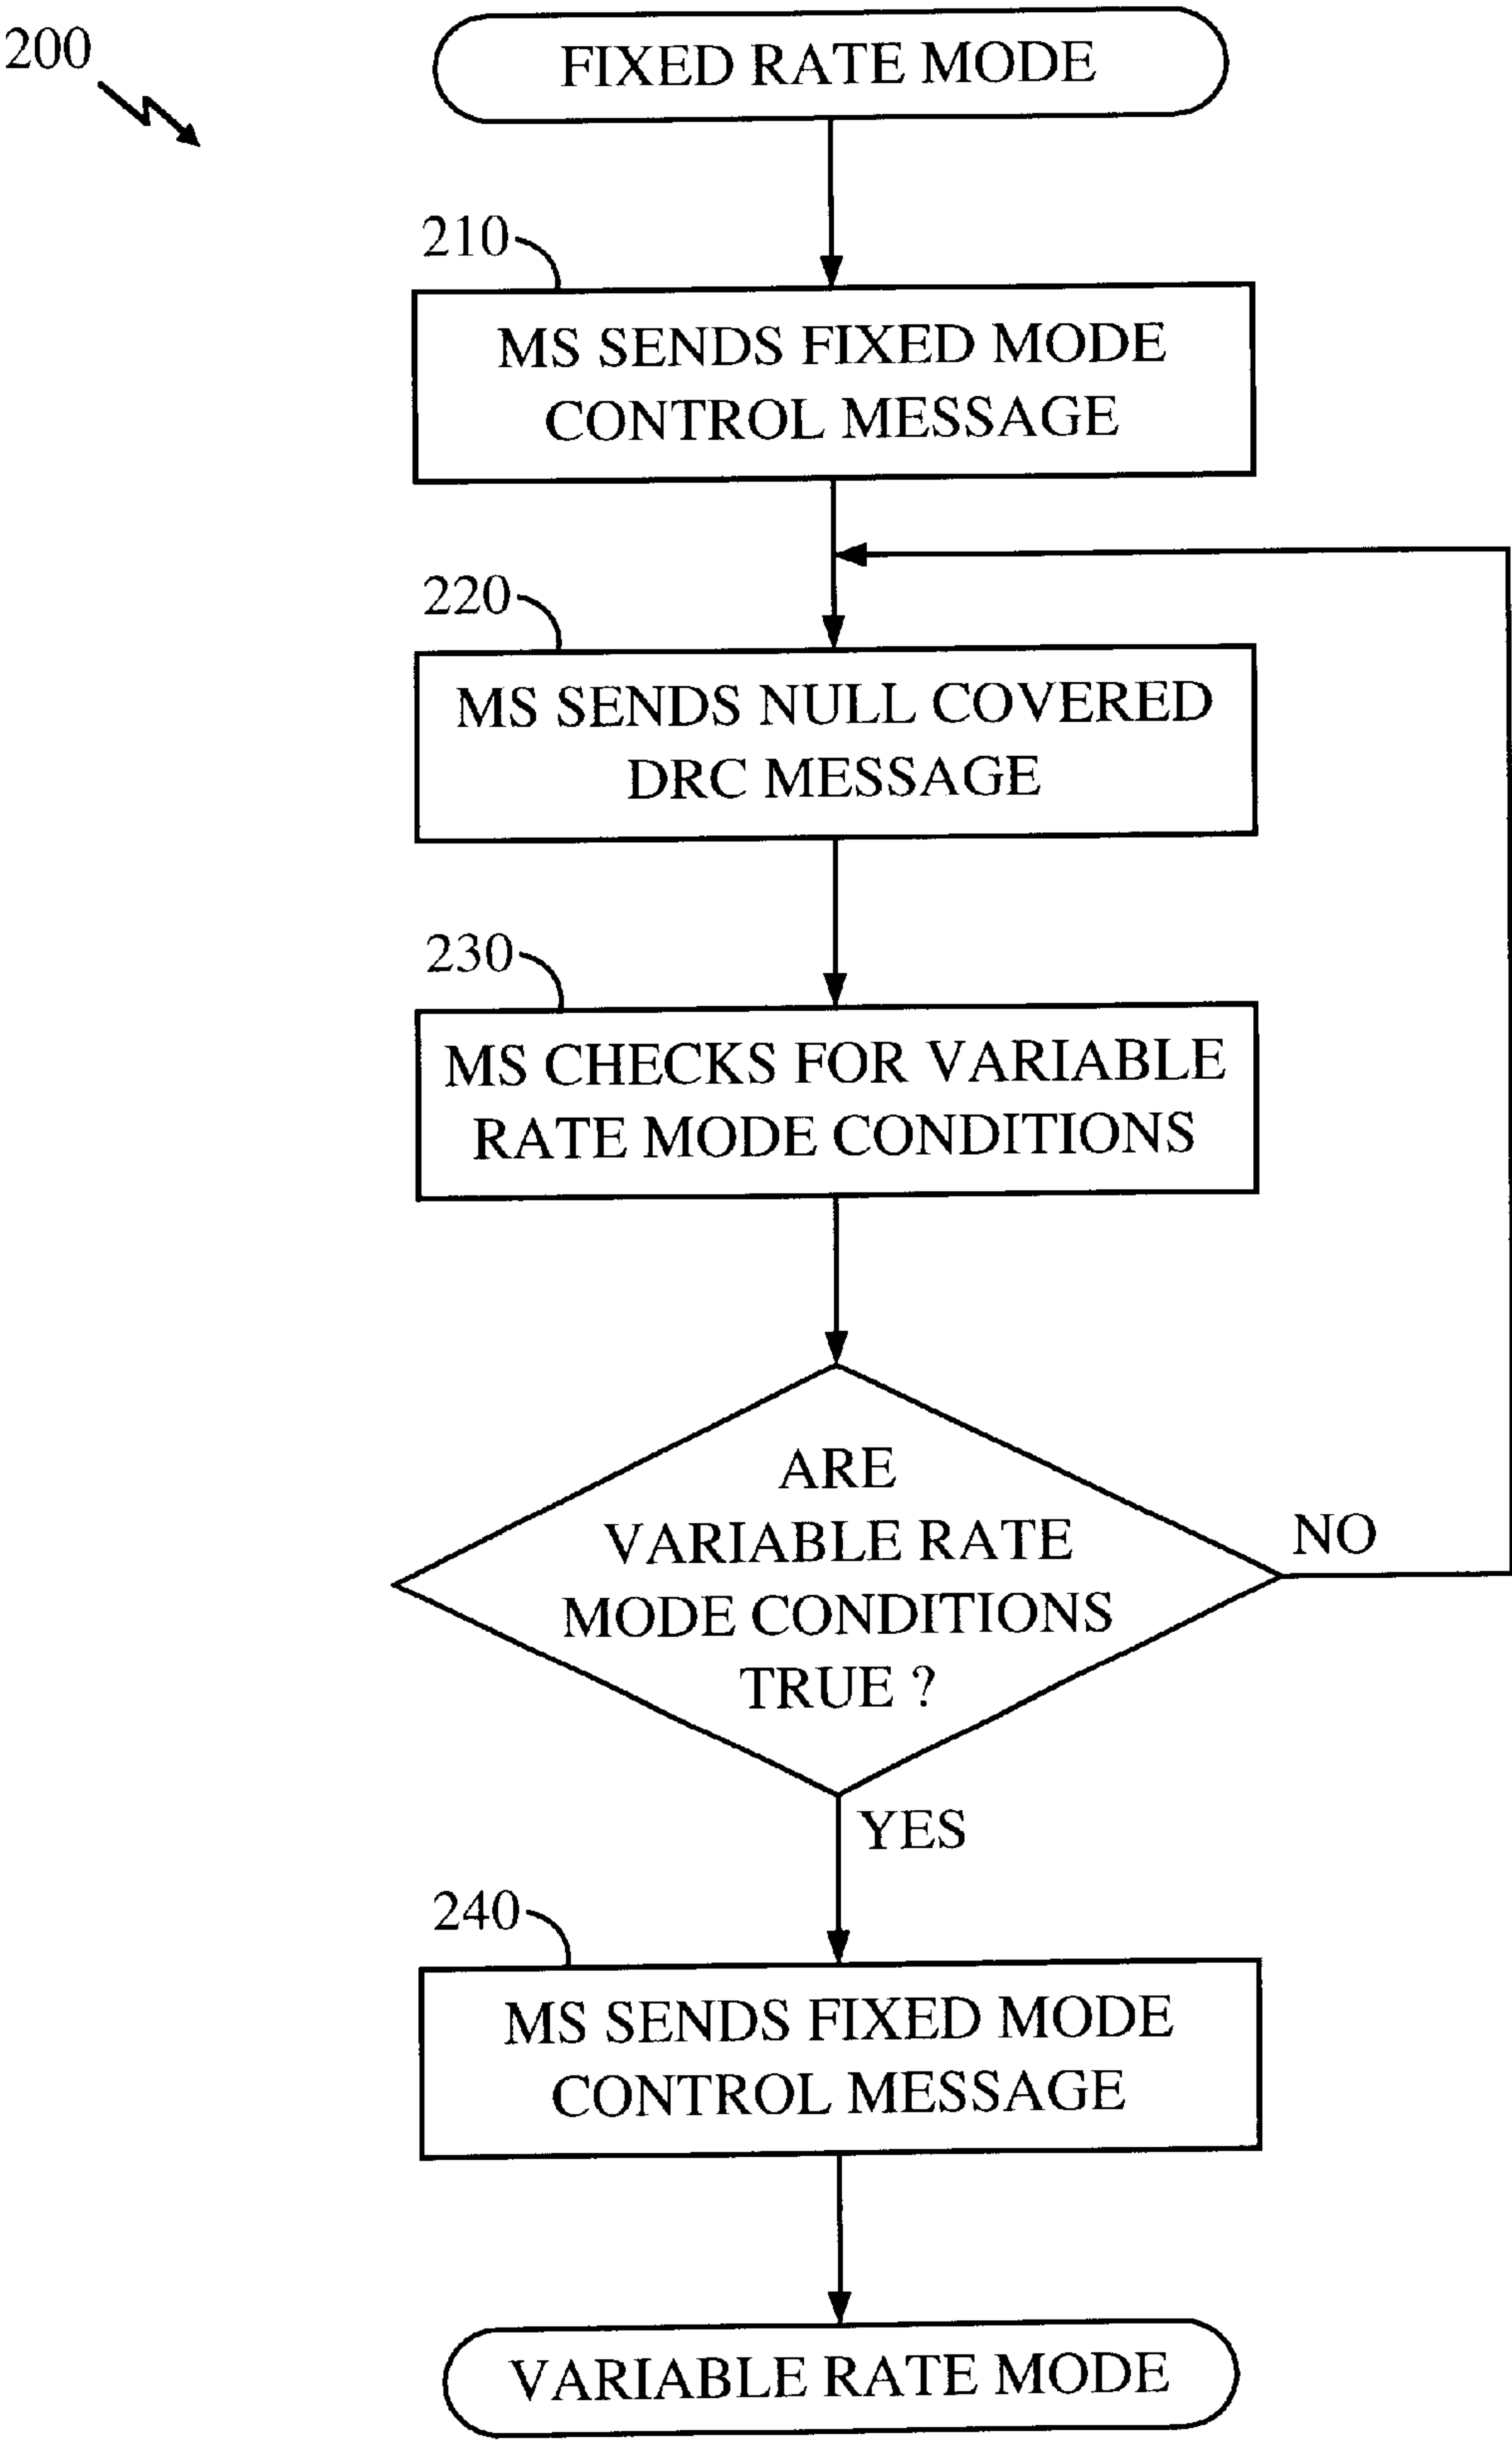 200
FIXED RATE MODE
210
MS SENDS FIXED MODE
CONTROL MESSAGE
220
MS SENDS NULL COVERED
DRC MESSAGE
230
MS CHECKS FOR VARIABLE
RATE MODE CONDITIONS
ARE
VARIABLE RATE
MODE CONDITIONS
TRUE ?
NO
YES
240
MS SENDS FIXED MODE
CONTROL MESSAGE
VARIABLE RATE MODE